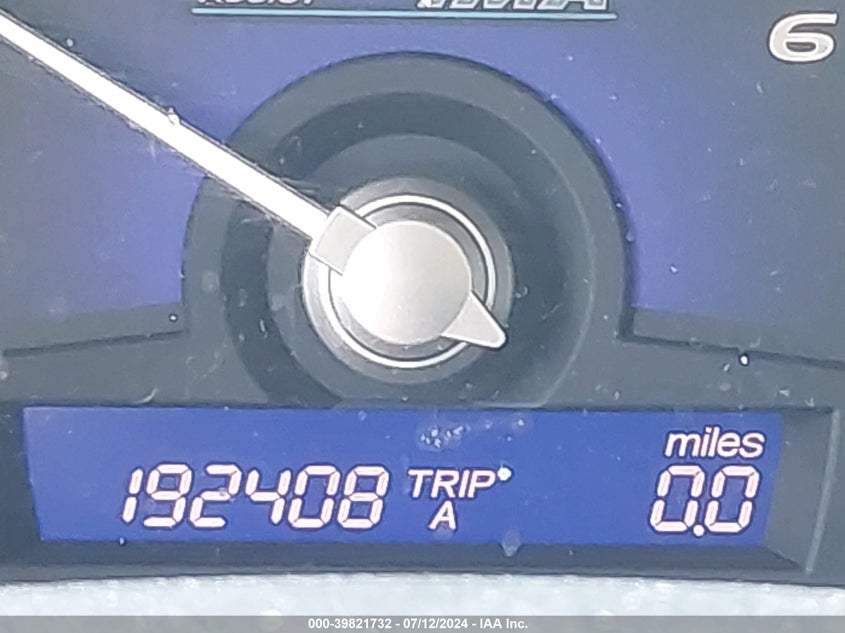 6
miles
192408 TRIP 0.0
A
000-39821732 - 07/12/2024 - IAA Inc.